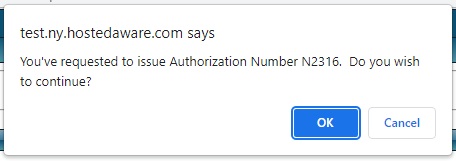 test.ny.hostedaware.com says
You've requested to issue Authorization Number N2316.  Do you wish
to continue?
OK
Cancel